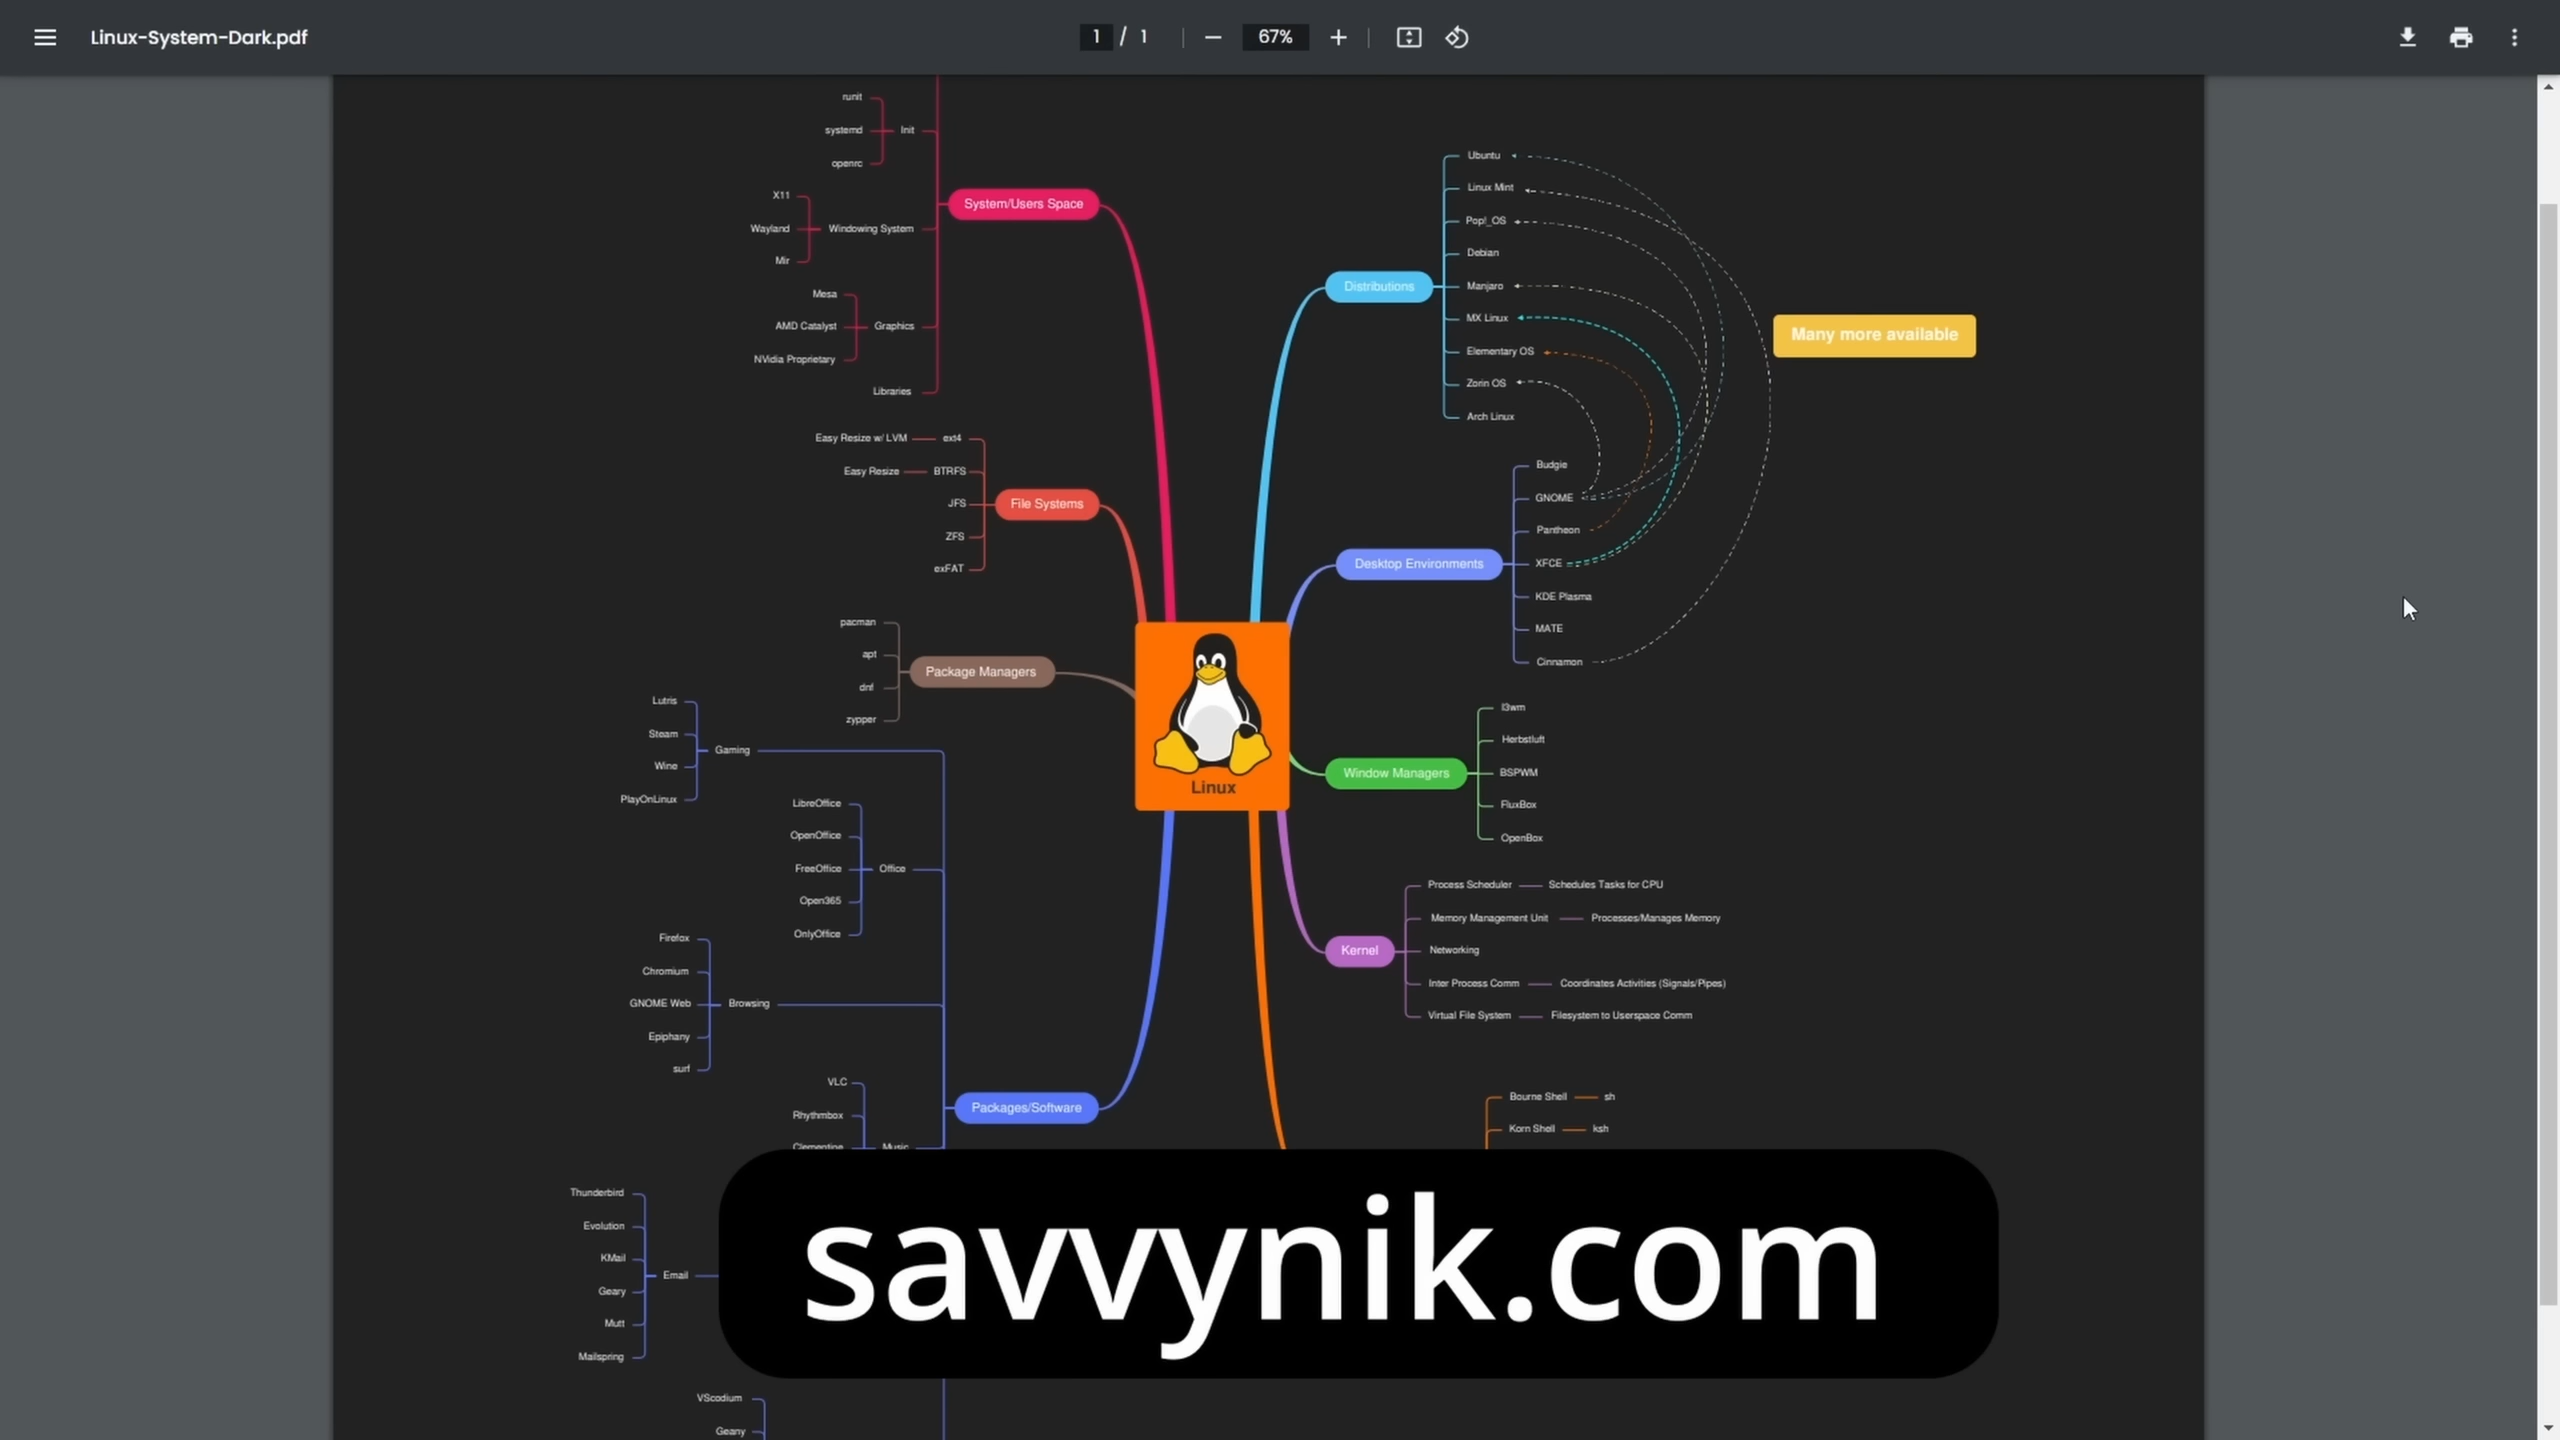 Linux-System-Dark.pdf
1 / 1
67%
runit
systemd
openrc
Init
X11
Wayland
Mir
Windowing System
Mesa
AMD Catalyst
NVidia Proprietary
Graphics
Libraries
System/Users Space
Easy Resize w/ LVM
ext4
Easy Resize
BTRFS
JFS
ZFS
exFAT
File Systems
pacman
apt
dnf
zypper
Package Managers
Lutris
Steam
Wine
PlayOnLinux
Gaming
LibreOffice
OpenOffice
FreeOffice
Open365
OnlyOffice
Office
Firefox
Chromium
GNOME Web
Epiphany
surf
Browsing
VLC
Rhythmbox
Clementine
Music
Packages/Software
Thunderbird
Evolution
KMail
Geary
Mutt
Mailspring
Email
VScodium
Geany
Linux
Distributions
Ubuntu
Linux Mint
Pop!_OS
Debian
Manjaro
MX Linux
Elementary OS
Zorin OS
Arch Linux
Many more available
Desktop Environments
Budgie
GNOME
Pantheon
XFCE
KDE Plasma
MATE
Cinnamon
Window Managers
I3wm
Herbstluft
BSPWM
FluxBox
OpenBox
Kernel
Process Scheduler
Schedules Tasks for CPU
Memory Management Unit
Processes/Manages Memory
Networking
Inter Process Comm
Coordinates Activities (Signals/Pipes)
Virtual File System
Filesystem to Userspace Comm
Bourne Shell
sh
Korn Shell
ksh
savvynik.com